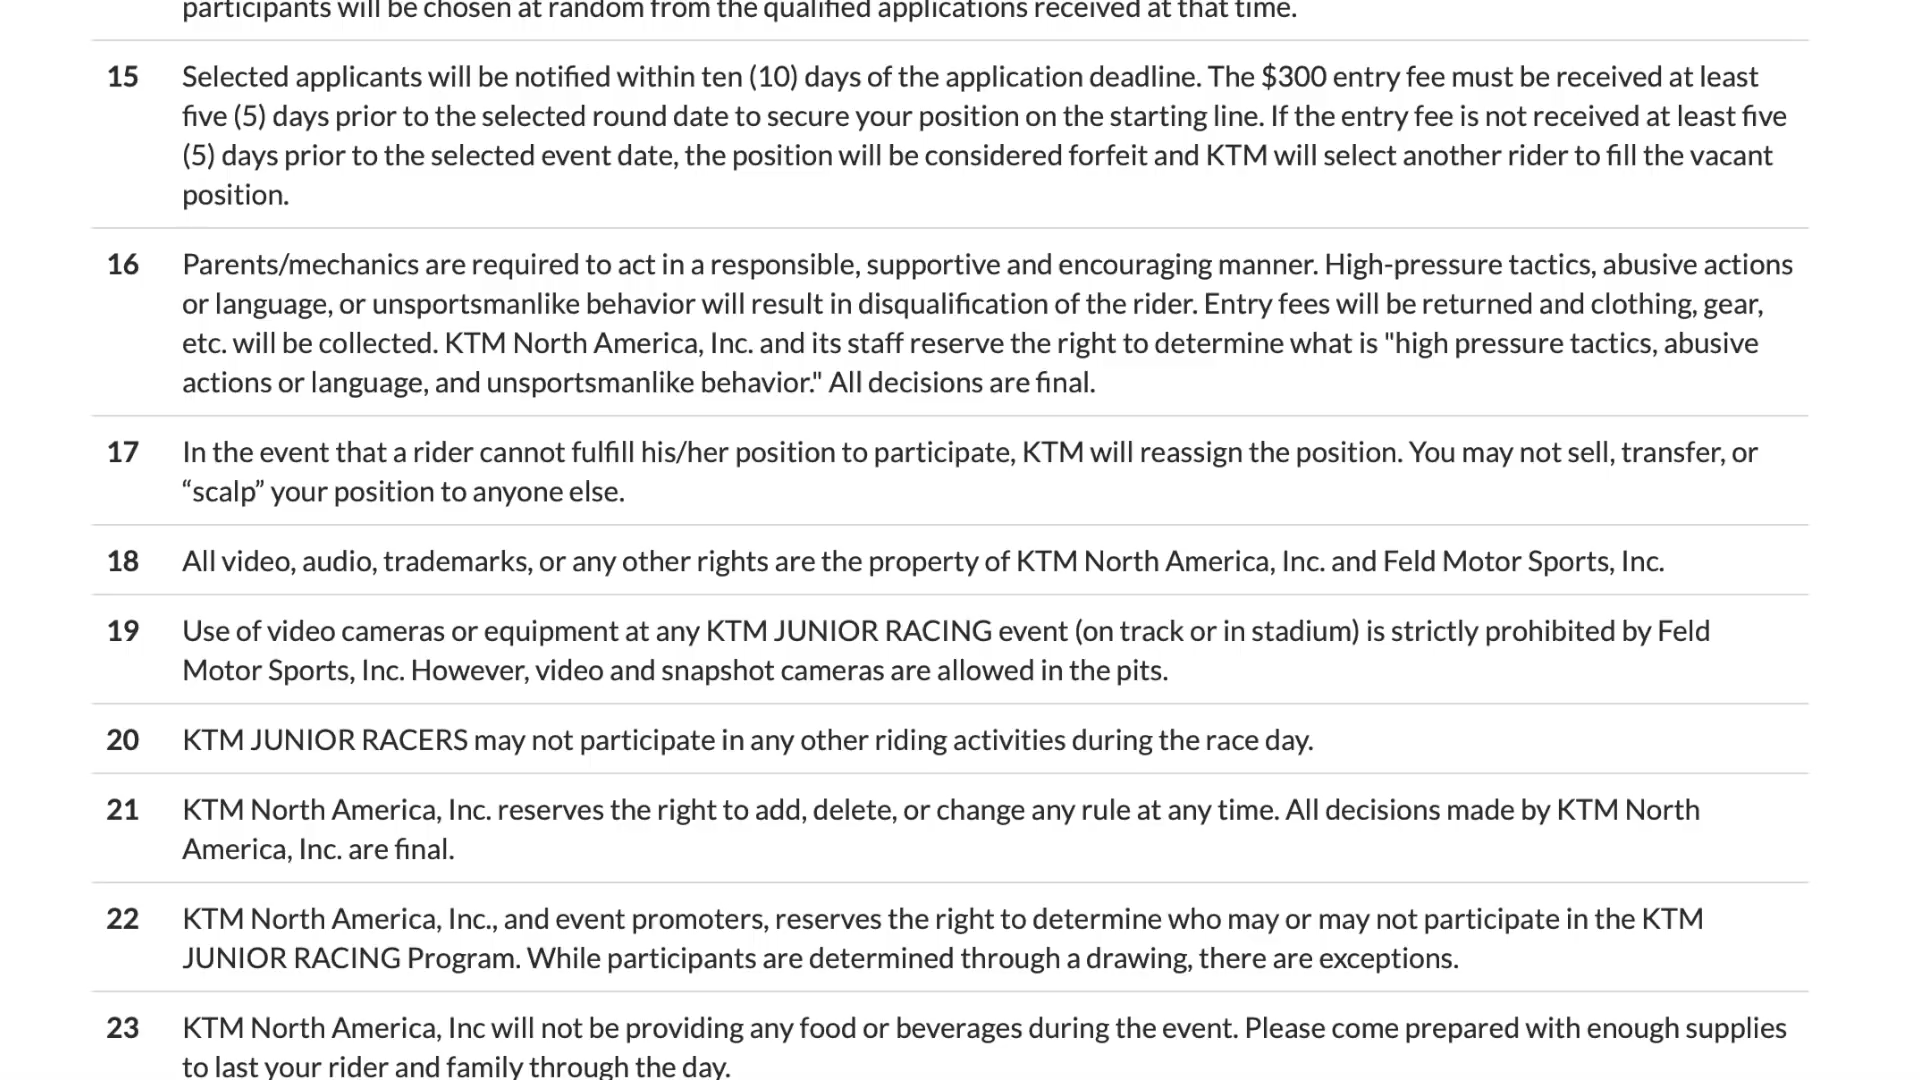 participants will be chosen at random from the qualified applications received at that time.
15 Selected applicants will be notified within ten (10) days of the application deadline. The $300 entry fee must be received at least
five (5) days prior to the selected round date to secure your position on the starting line. If the entry fee is not received at least five
(5) days prior to the selected event date, the position will be considered forfeit and KTM will select another rider to fill the vacant
position.
16 Parents/mechanics are required to act in a responsible, supportive and encouraging manner. High-pressure tactics, abusive actions
or language, or unsportsmanlike behavior will result in disqualification of the rider. Entry fees will be returned and clothing, gear,
etc. will be collected. KTM North America, Inc. and its staff reserve the right to determine what is "high pressure tactics, abusive
actions or language, and unsportsmanlike behavior." All decisions are final.
17 In the event that a rider cannot fulfill his/her position to participate, KTM will reassign the position. You may not sell, transfer, or
“scalp” your position to anyone else.
18 All video, audio, trademarks, or any other rights are the property of KTM North America, Inc. and Feld Motor Sports, Inc.
19 Use of video cameras or equipment at any KTM JUNIOR RACING event (on track or in stadium) is strictly prohibited by Feld
Motor Sports, Inc. However, video and snapshot cameras are allowed in the pits.
20 KTM JUNIOR RACERS may not participate in any other riding activities during the race day.
21 KTM North America, Inc. reserves the right to add, delete, or change any rule at any time. All decisions made by KTM North
America, Inc. are final.
22 KTM North America, Inc., and event promoters, reserves the right to determine who may or may not participate in the KTM
JUNIOR RACING Program. While participants are determined through a drawing, there are exceptions.
23 KTM North America, Inc will not be providing any food or beverages during the event. Please come prepared with enough supplies
to last your rider and family through the day.